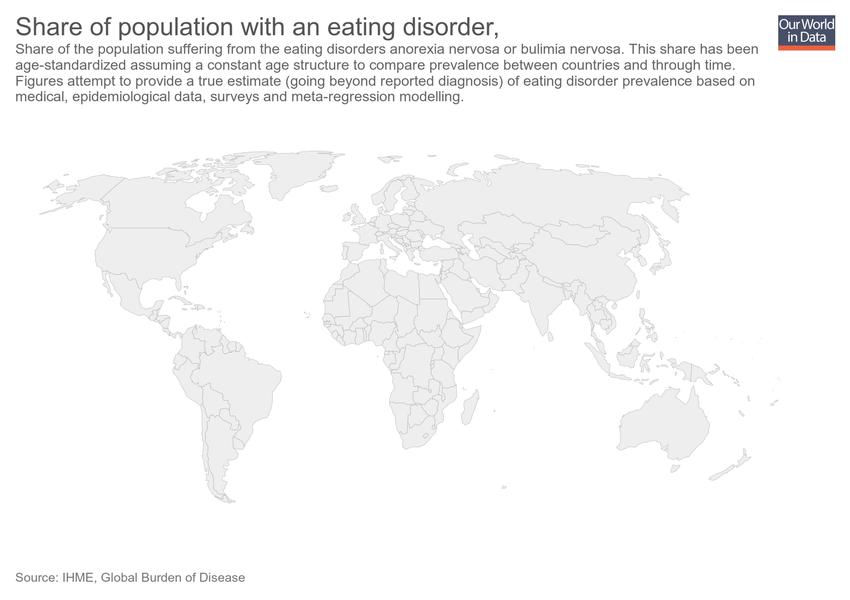 Share of population with an eating disorder,
Our World
in Data
Share of the population suffering from the eating disorders anorexia nervosa or bulimia nervosa. This share has been
age-standardized assuming a constant age structure to compare prevalence between countries and through time.
Figures attempt to provide a true estimate (going beyond reported diagnosis) of eating disorder prevalence based on
medical, epidemiological data, surveys and meta-regression modelling.
Source: IHME, Global Burden of Disease